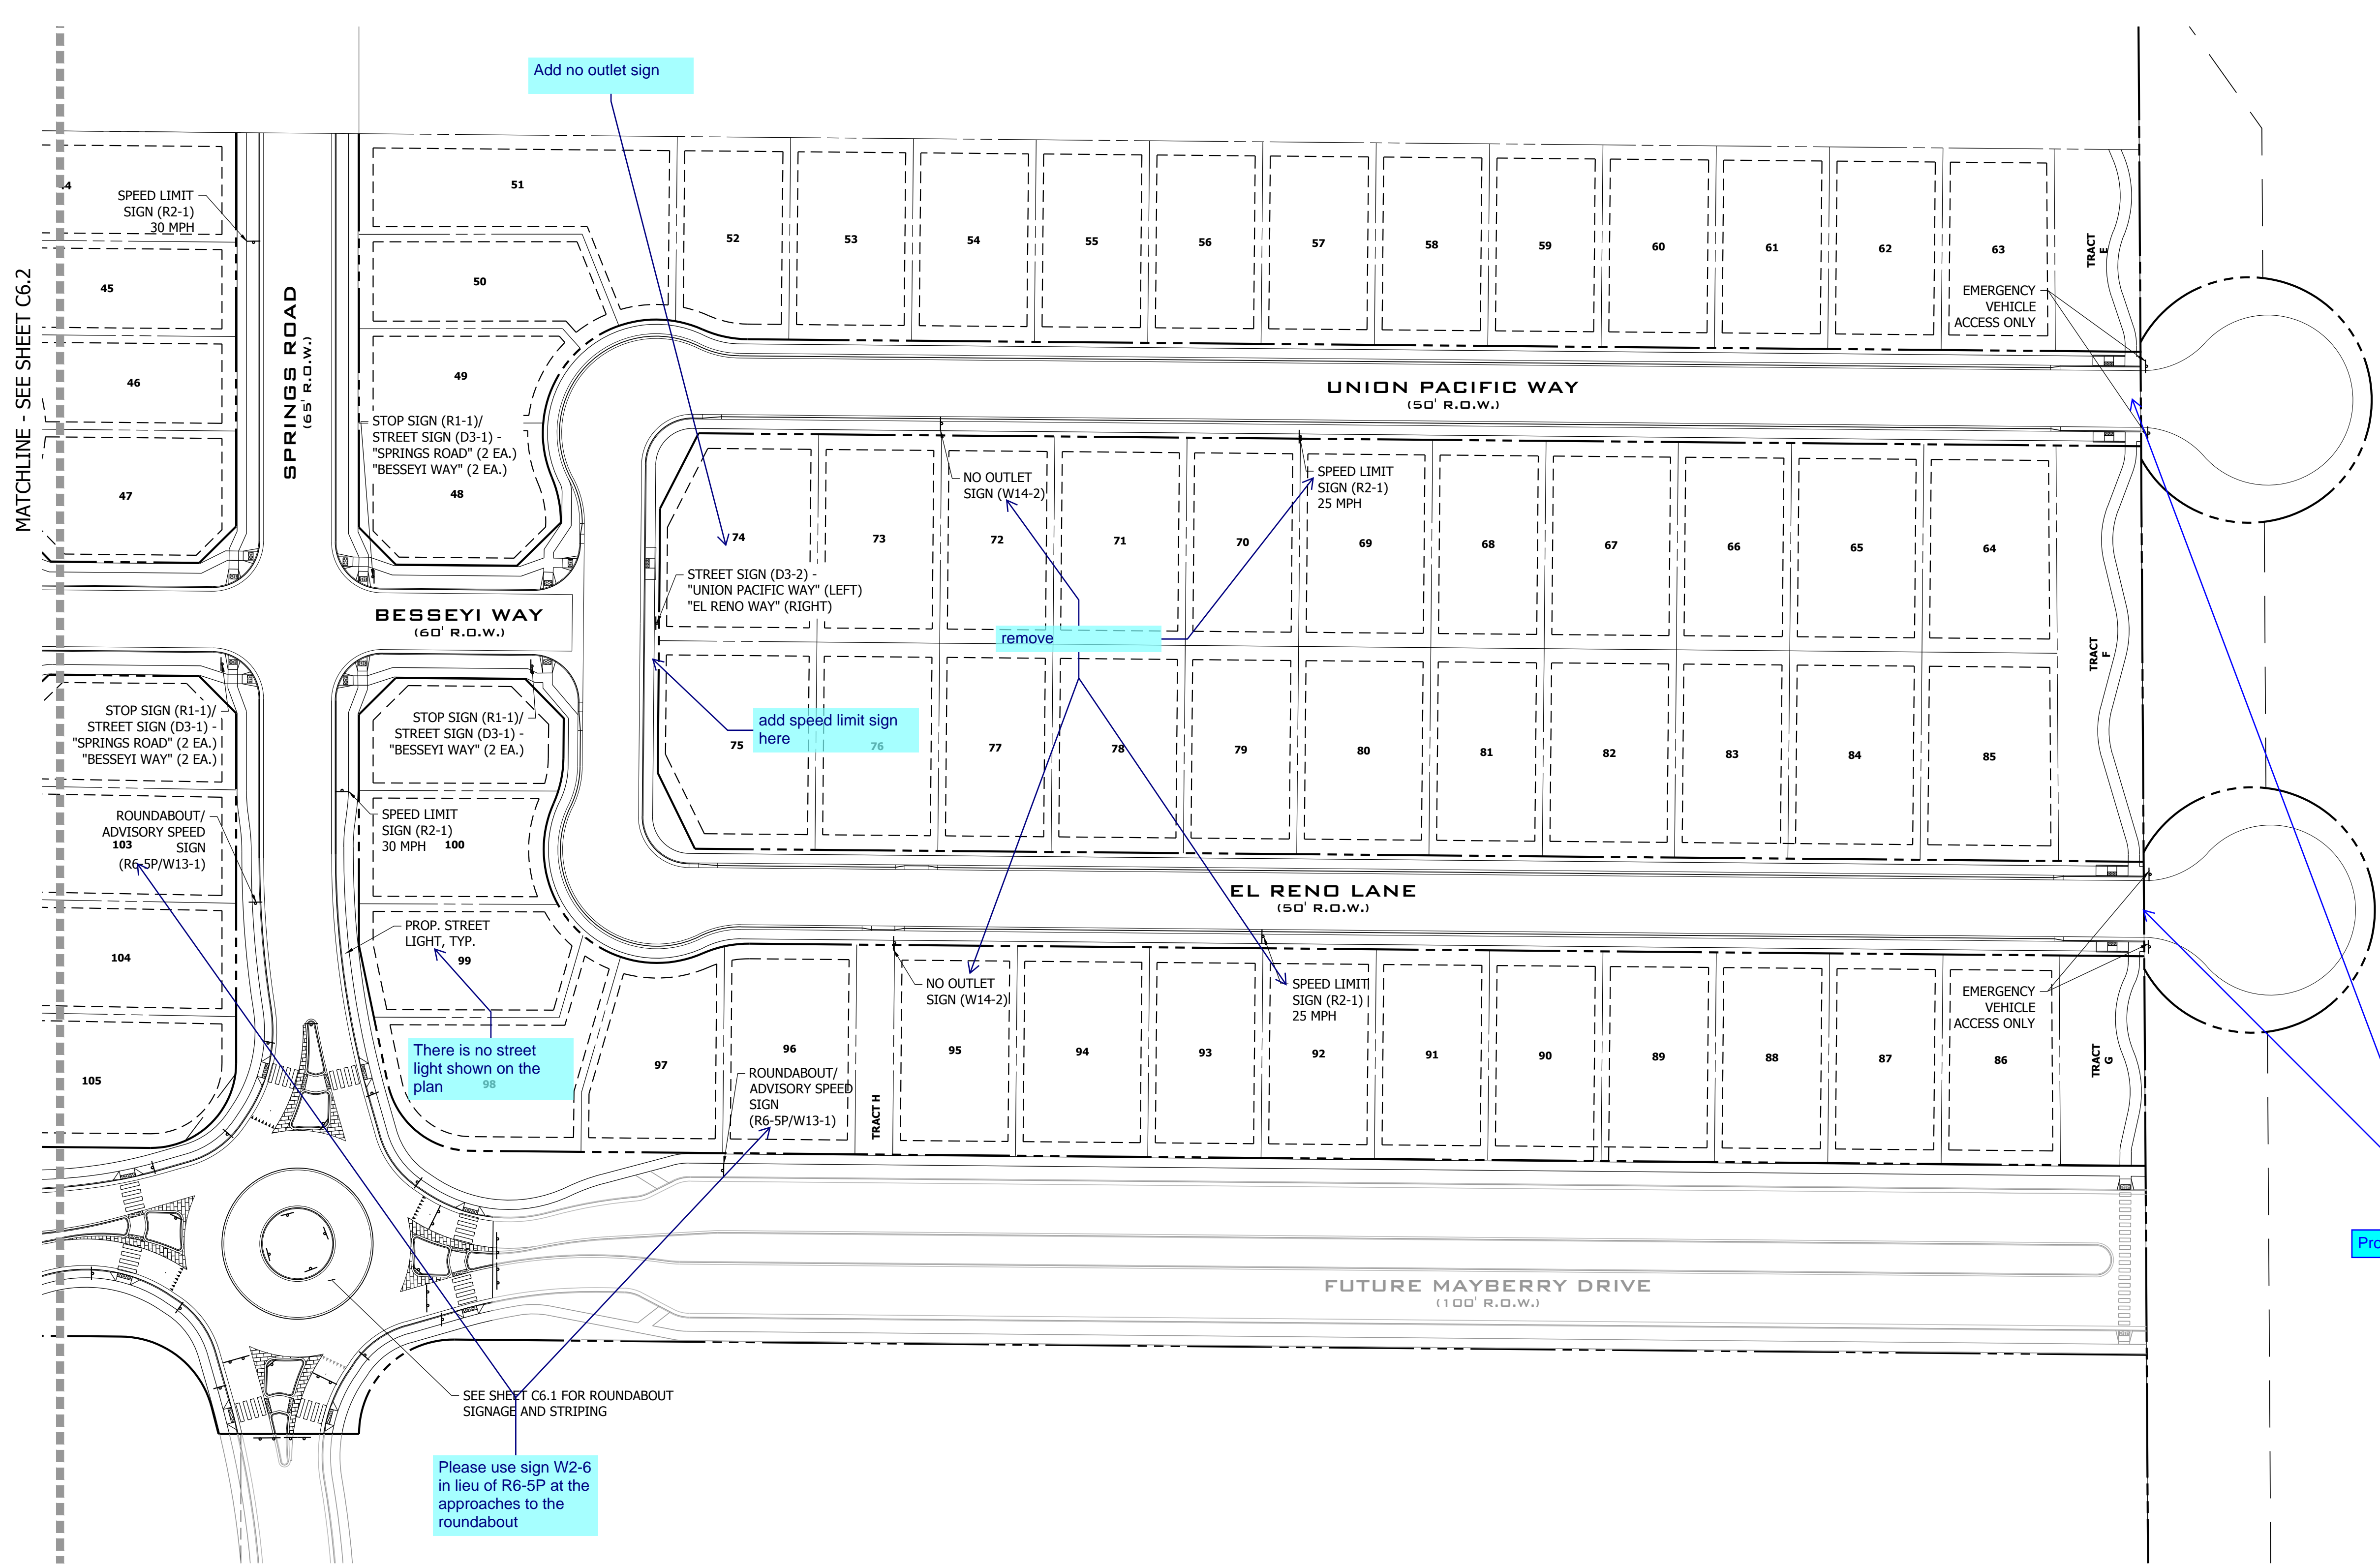 Add no outlet sign
MATCHLINE - SEE SHEET C6.2
SPEED LIMIT
SIGN (R2-1)
30 MPH
45
46
47
SPRINGS ROAD
(65' R.O.W.)
51
50
49
STOP SIGN (R1-1)/
STREET SIGN (D3-1) -
"SPRINGS ROAD" (2 EA.)
"BESSEYI WAY" (2 EA.)
48
52
53
54
55
56
57
58
59
60
61
62
63
TRACT
E
EMERGENCY
VEHICLE
ACCESS ONLY
UNION PACIFIC WAY
(50' R.O.W.)
NO OUTLET
SIGN (W14-2)
SPEED LIMIT
SIGN (R2-1)
25 MPH
74
73
72
71
70
69
68
67
66
65
64
STREET SIGN (D3-2) -
"UNION PACIFIC WAY" (LEFT)
"EL RENO WAY" (RIGHT)
BESSEYI WAY
(60' R.O.W.)
remove
TRACT
F
add speed limit sign
here
75
76
77
78
79
80
81
82
83
84
85
STOP SIGN (R1-1)/
STREET SIGN (D3-1) -
"SPRINGS ROAD" (2 EA.)
"BESSEYI WAY" (2 EA.)
STOP SIGN (R1-1)/
STREET SIGN (D3-1) -
"BESSEYI WAY" (2 EA.)
ROUNDABOUT/
ADVISORY SPEED
SIGN
(R6-5P/W13-1)
103
SPEED LIMIT
SIGN (R2-1)
30 MPH
100
EL RENO LANE
(50' R.O.W.)
PROP. STREET
LIGHT, TYP.
99
104
105
NO OUTLET
SIGN (W14-2)
SPEED LIMIT
SIGN (R2-1)
25 MPH
EMERGENCY
VEHICLE
ACCESS ONLY
There is no street
light shown on the
plan
98
97
96
95
94
93
92
91
90
89
88
87
86
TRACT
G
ROUNDABOUT/
ADVISORY SPEED
SIGN
(R6-5P/W13-1)
TRACT H
FUTURE MAYBERRY DRIVE
(100' R.O.W.)
SEE SHEET C6.1 FOR ROUNDABOUT
SIGNAGE AND STRIPING
Please use sign W2-6
in lieu of R6-5P at the
approaches to the
roundabout